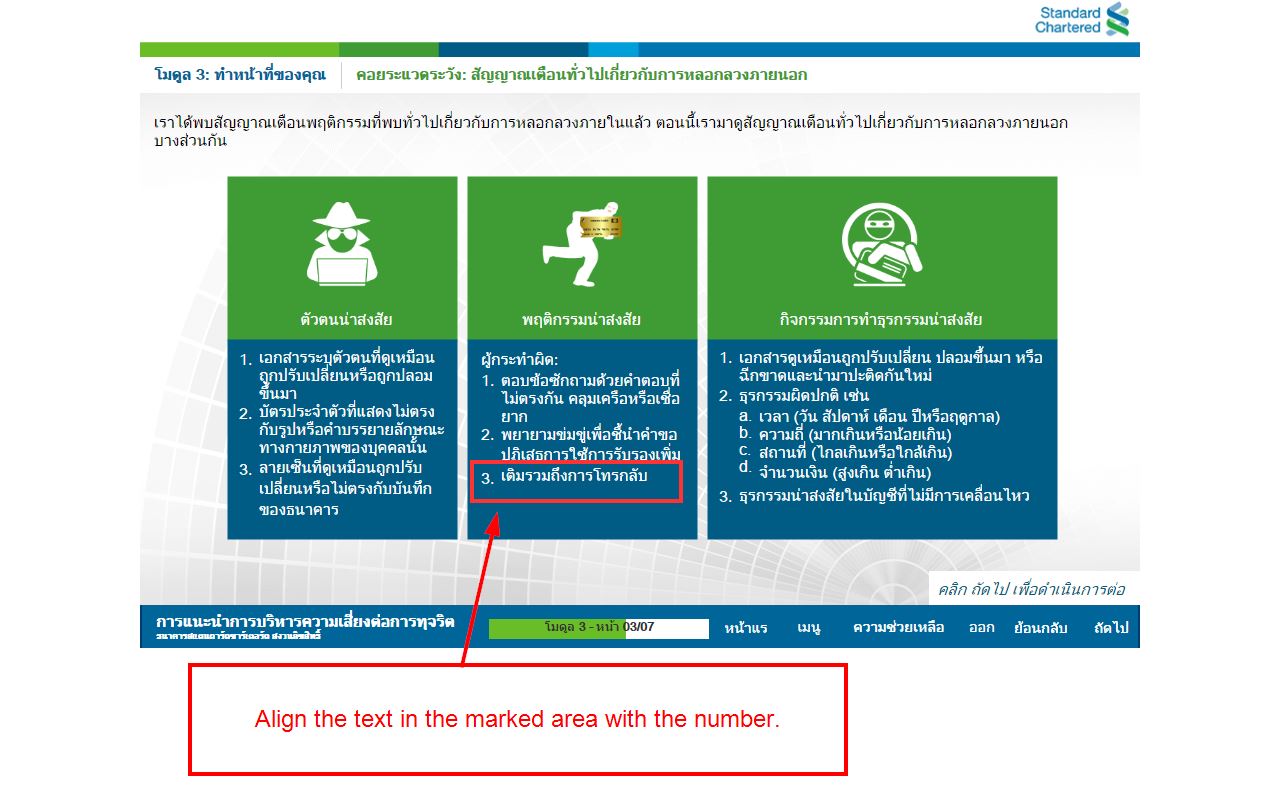 Standard
Chartered
โมดูล 3: ทำหน้าที่ของคุณ
คอยระแวดระวัง: สัญญาณเตือนทั่วไปเกี่ยวกับการหลอกลวงภายนอก
เราได้พบสัญญาณเตือนพฤติกรรมที่พบทั่วไปเกี่ยวกับการหลอกลวงภายในแล้ว ตอนนี้เรามาดูสัญญาณเตือนทั่วไปเกี่ยวกับการหลอกลวงภายนอก
บางส่วนกัน
ตัวตนน่าสงสัย
1. เอกสารระบุตัวตนที่ดูเหมือน
ถูกปรับเปลี่ยนหรือถูกปลอม
ขึ้นมา
2. บัตรประจำตัวที่แสดงไม่ตรง
กับรูปหรือคำบรรยายลักษณะ
ทางกายภาพของบุคคลนั้น
3. ลายเซ็นที่ดูเหมือนถูกปรับ
เปลี่ยนหรือไม่ตรงกับบันทึก
ของธนาคาร
พฤติกรรมน่าสงสัย
ผู้กระทำผิด:
1. ตอบข้อซักถามด้วยคำตอบที่
ไม่ตรงกัน คลุมเครือหรือเชื่อ
ยาก
2. พยายามข่มขู่เพื่อชี้นำคำขอ
ปฏิเสธการใช้การรับรองเพิ่ม
3. เติมรวมถึงการโทรกลับ
กิจกรรมการทำธุรกรรมน่าสงสัย
1. เอกสารดูเหมือนถูกปรับเปลี่ยน ปลอมขึ้นมา หรือ
ฉีกขาดและนำมาปะติดกันใหม่
2. ธุรกรรมผิดปกติ เช่น
a. เวลา (วัน สัปดาห์ เดือน ปีหรือฤดูกาล)
b. ความถี่ (มากเกินหรือน้อยเกิน)
c. สถานที่ (ไกลเกินหรือใกล้เกิน)
d. จำนวนเงิน (สูงเกิน ต่ำเกิน)
3. ธุรกรรมน่าสงสัยในบัญชีที่ไม่มีการเคลื่อนไหว
คลิก ถัดไป เพื่อดำเนินการต่อ
การแนะนำการบริหารความเสี่ยงต่อการทุจริต
โมดูล 3 - หน้า 03/07
หน้าแร
เมนู
ความช่วยเหลือ
ออก
ย้อนกลับ
ถัดไป
Align the text in the marked area with the number.